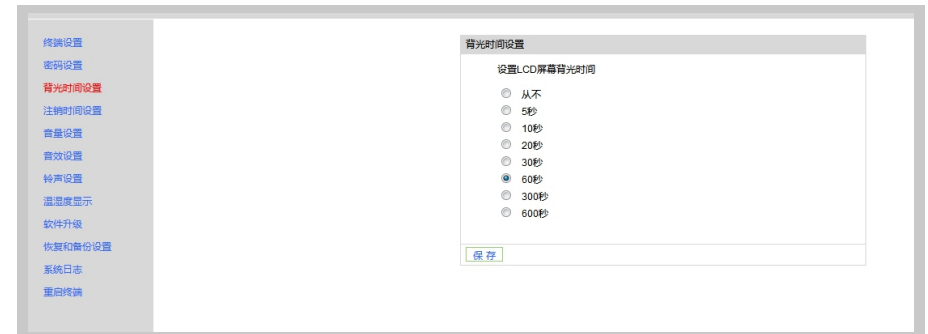 终端设置
密码设置
背光时间设置
注销时间设置
音量设置
音效设置
铃声设置
温湿度显示
软件升级
恢复和备份设置
系统日志
重启终端
背光时间设置
设置LCD屏幕背光时间
从不
5秒
10秒
20秒
30秒
60秒
300秒
600秒
保存